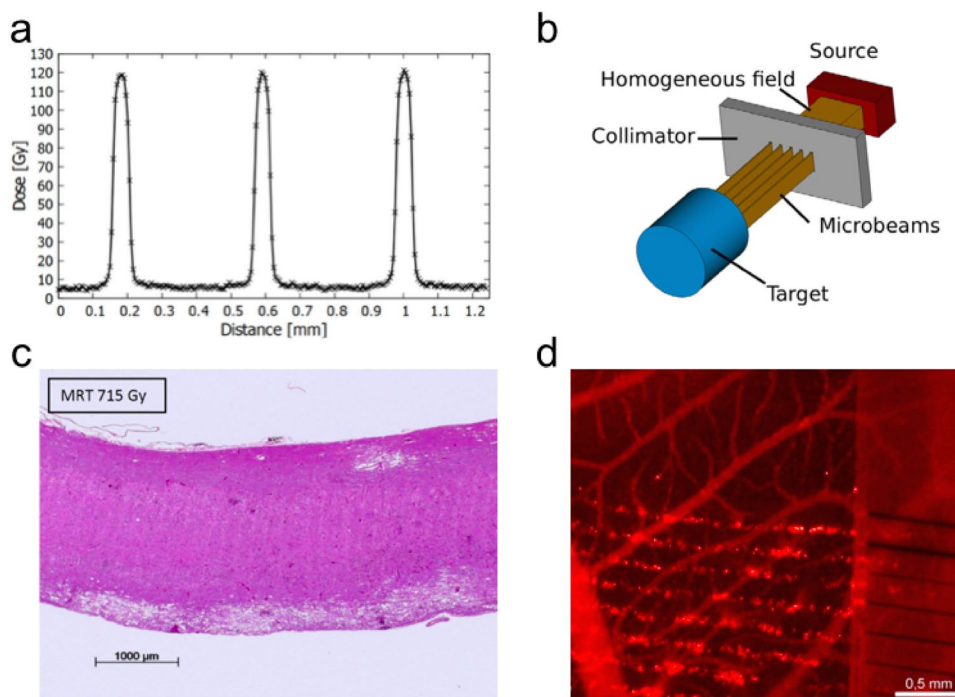 a
130
120
110
100
90
80
70
60
50
40
30
20
10
0
Dose [Gy]
0 0.1 0.2 0.3 0.4 0.5 0.6 0.7 0.8 0.9 1 1.1 1.2
Distance [mm]
b
Source
Homogeneous field
Collimator
Microbeams
Target
c
MRT 715 Gy
1000 µm
d
0,5 mm